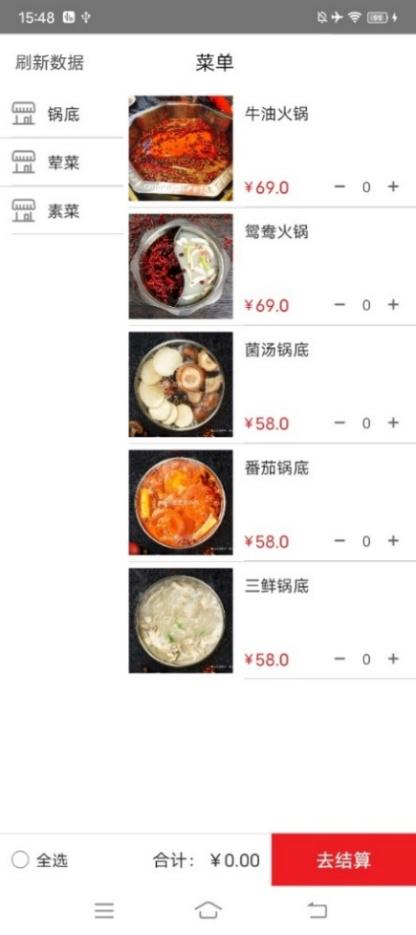 15:48
刷新数据 菜单
锅底
荤菜
素菜
牛油火锅
¥69.0 − 0 +
鸳鸯火锅
¥69.0 − 0 +
菌汤锅底
¥58.0 − 0 +
番茄锅底
¥58.0 − 0 +
三鲜锅底
¥58.0 − 0 +
全选 合计： ￥0.00 去结算